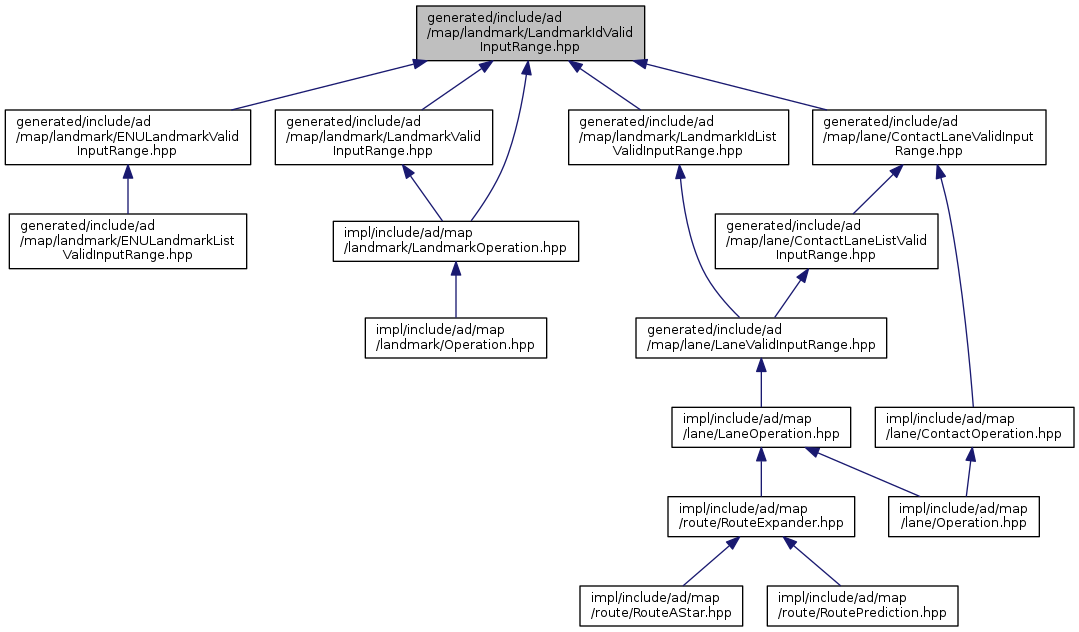 generated/include/ad
/map/landmark/LandmarkIdValid
InputRange.hpp
generated/include/ad
/map/landmark/ENULandmarkValid
InputRange.hpp
generated/include/ad
/map/landmark/LandmarkValid
InputRange.hpp
generated/include/ad
/map/landmark/LandmarkIdList
ValidInputRange.hpp
generated/include/ad
/map/lane/ContactLaneValidInput
Range.hpp
generated/include/ad
/map/landmark/ENULandmarkList
ValidInputRange.hpp
impl/include/ad/map
/landmark/LandmarkOperation.hpp
generated/include/ad
/map/lane/ContactLaneListValid
InputRange.hpp
impl/include/ad/map
/landmark/Operation.hpp
generated/include/ad
/map/lane/LaneValidInputRange.hpp
impl/include/ad/map
/lane/LaneOperation.hpp
impl/include/ad/map
/lane/ContactOperation.hpp
impl/include/ad/map
/route/RouteExpander.hpp
impl/include/ad/map
/lane/Operation.hpp
impl/include/ad/map
/route/RouteAStar.hpp
impl/include/ad/map
/route/RoutePrediction.hpp